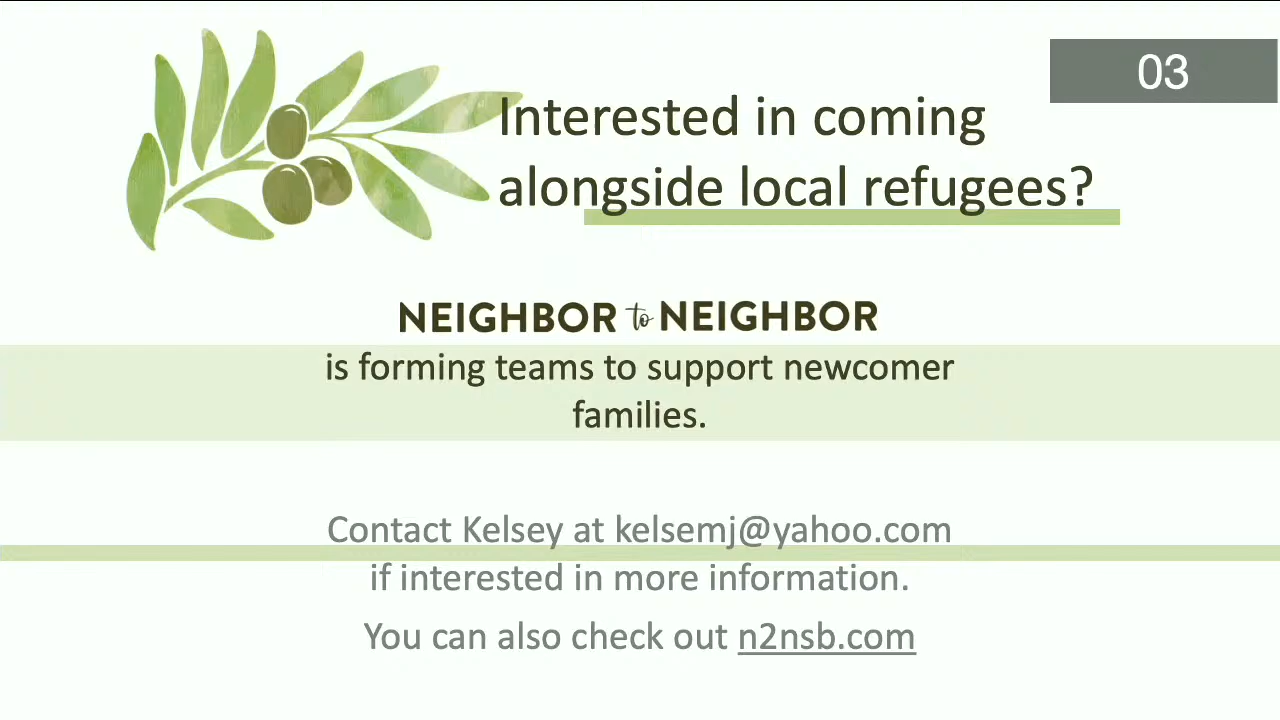 03
Interested in coming
alongside local refugees?
NEIGHBOR to NEIGHBOR
is forming teams to support newcomer
families.
Contact Kelsey at kelsemj@yahoo.com
if interested in more information.
You can also check out n2nsb.com